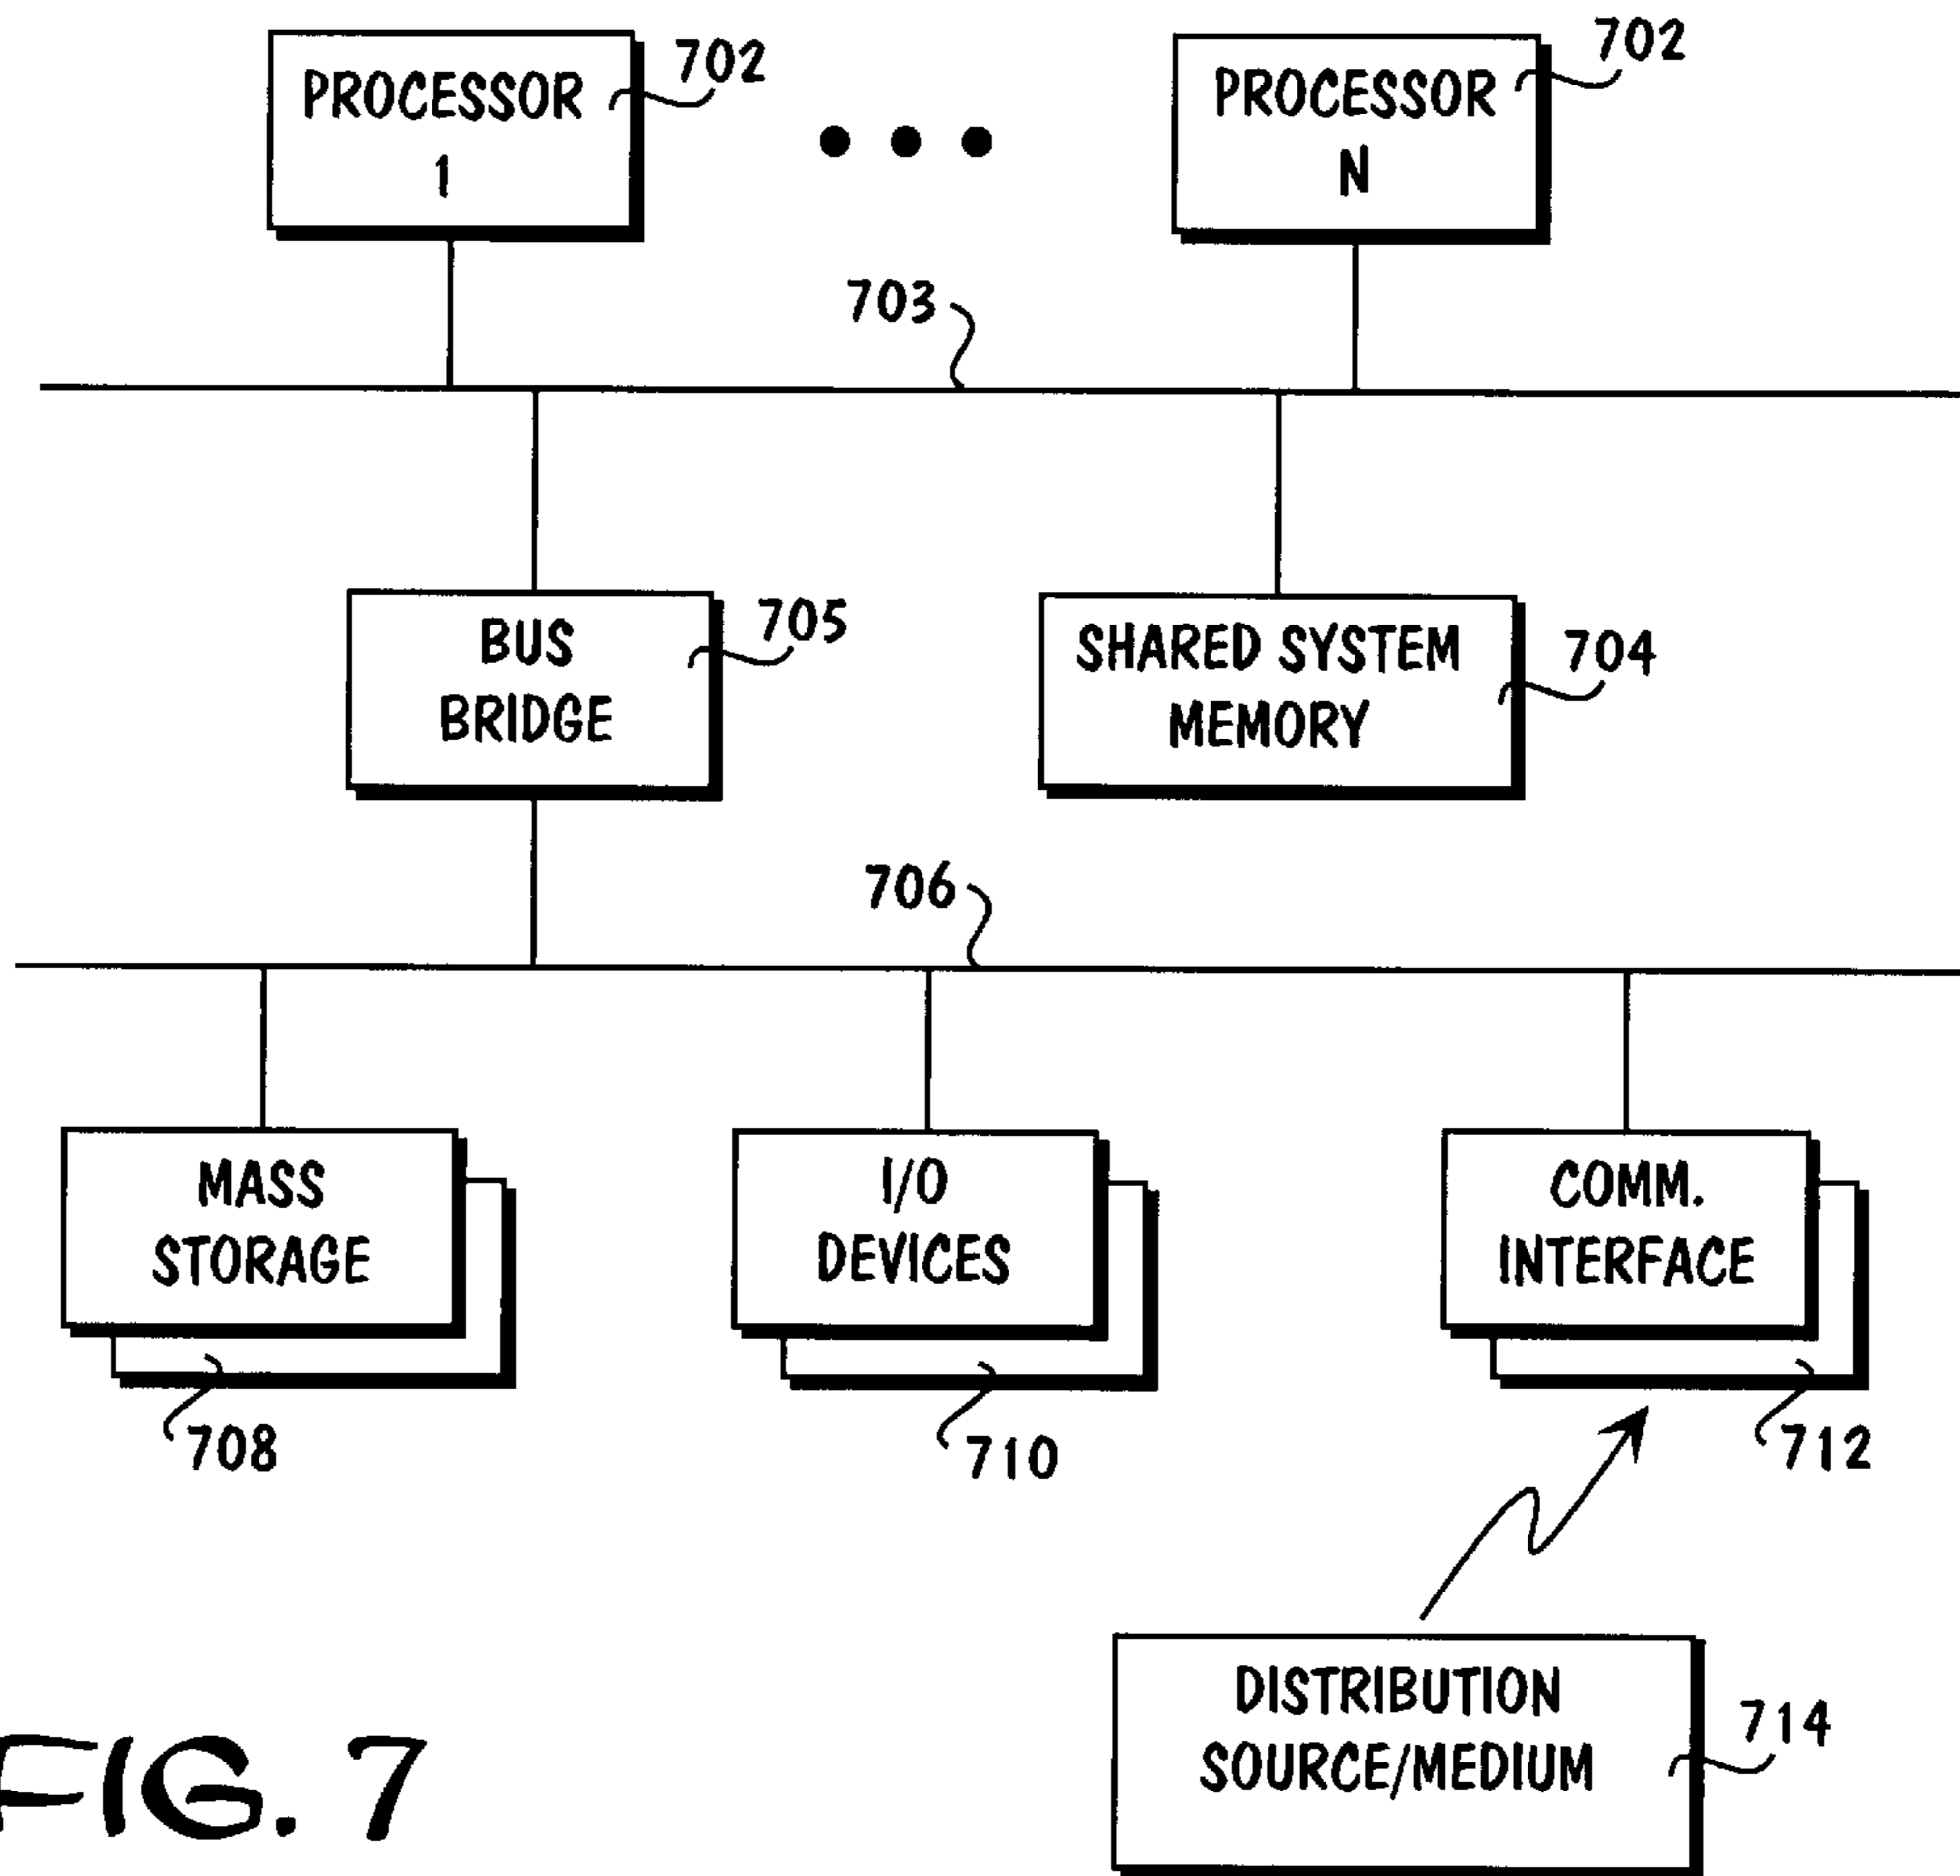 PROCESSOR
1
702
PROCESSOR
N
702
703
BUS
BRIDGE
705
SHARED SYSTEM
MEMORY
704
706
MASS
STORAGE
708
I/O
DEVICES
710
COMM.
INTERFACE
712
DISTRIBUTION
SOURCE/MEDIUM
714
FIG. 7